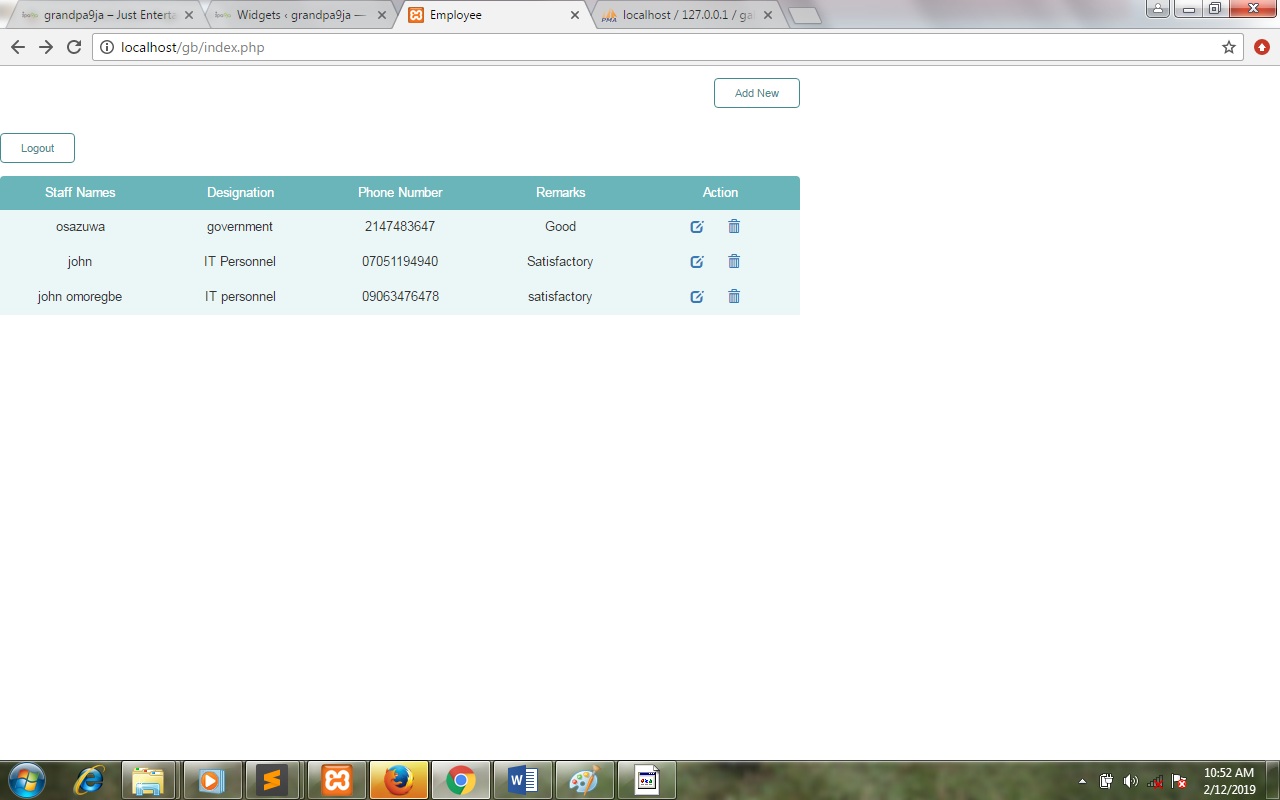 grandpa9ja – Just Enterta
Widgets ‹ grandpa9ja —
Employee
localhost / 127.0.0.1 / ga
localhost/gb/index.php
Add New
Logout
Staff Names Designation Phone Number Remarks Action
osazuwa government 2147483647 Good
john IT Personnel 07051194940 Satisfactory
john omoregbe IT personnel 09063476478 satisfactory
10:52 AM
2/12/2019